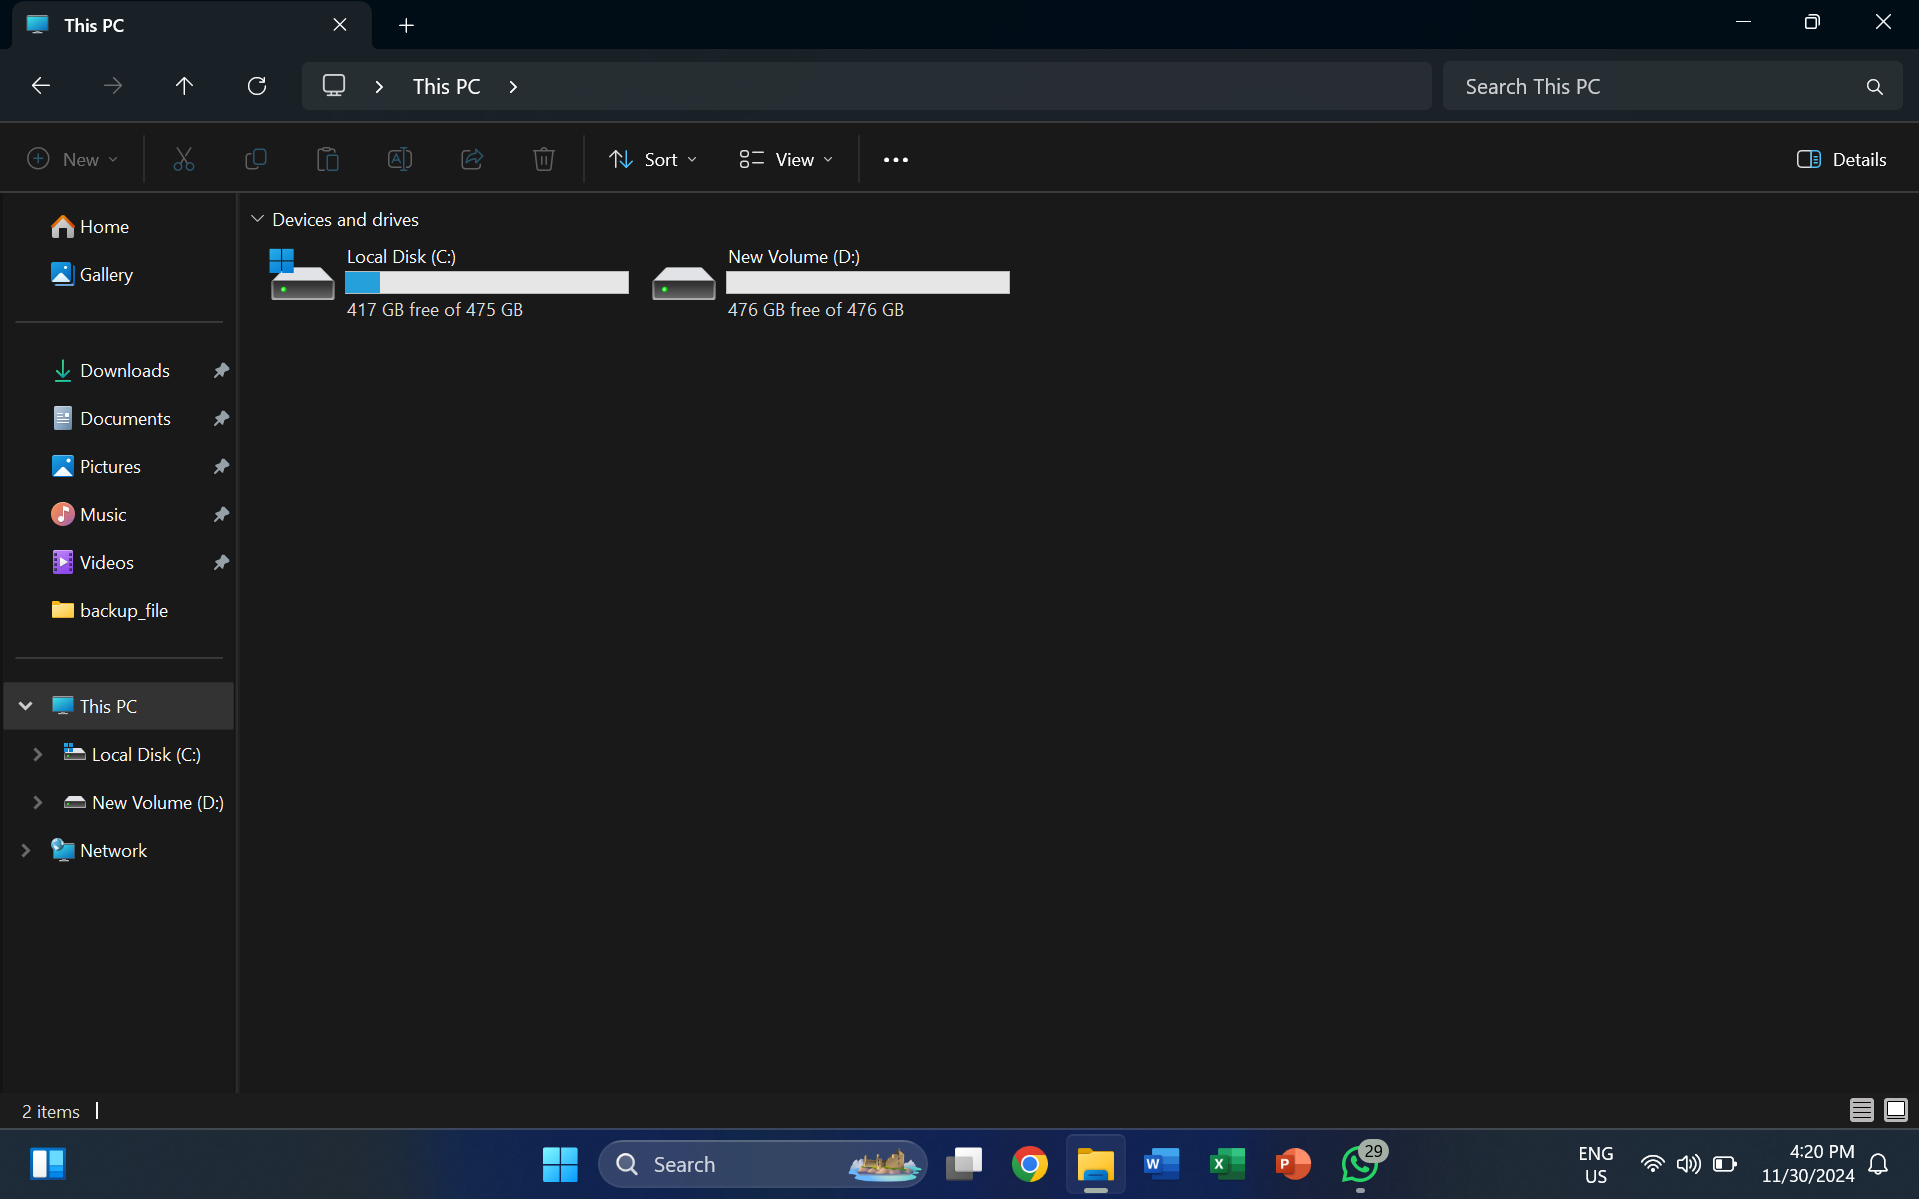 This PC
This PC
Search This PC
New
Sort
View
Details
Home
Gallery
Downloads
Documents
Pictures
Music
Videos
backup_file
This PC
Local Disk (C:)
New Volume (D:)
Network
Devices and drives
Local Disk (C:)
417 GB free of 475 GB
New Volume (D:)
476 GB free of 476 GB
2 items
Search
29
ENG
US
4:20 PM
11/30/2024